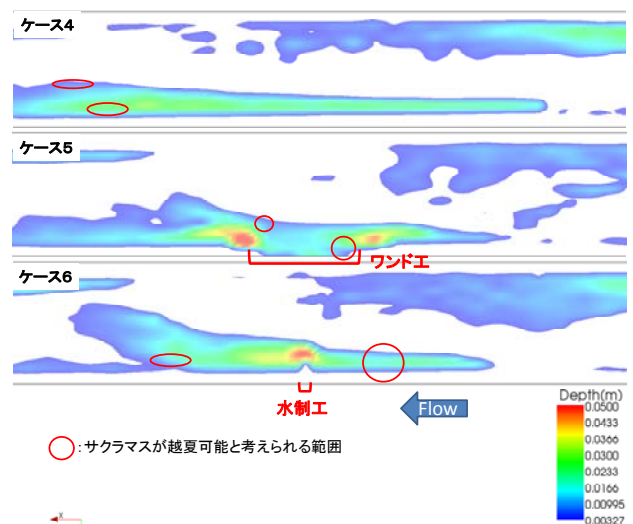 ケース4
ケース5
ワンド工
ケース6
水制工
Flow
:サクラマスが越夏可能と考えられる範囲
Depth(m)
0.0500
0.0433
0.0366
0.0300
0.0233
0.0166
0.00995
0.00327
x